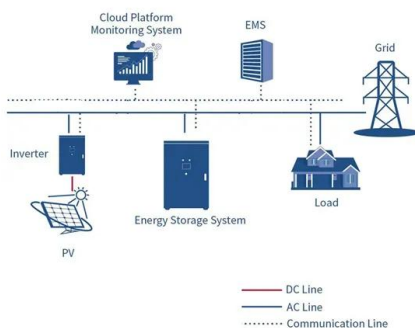 Cloud Platform
Monitoring System
EMS
Grid
Inverter
Energy Storage System
Load
PV
DC Line
AC Line
Communication Line